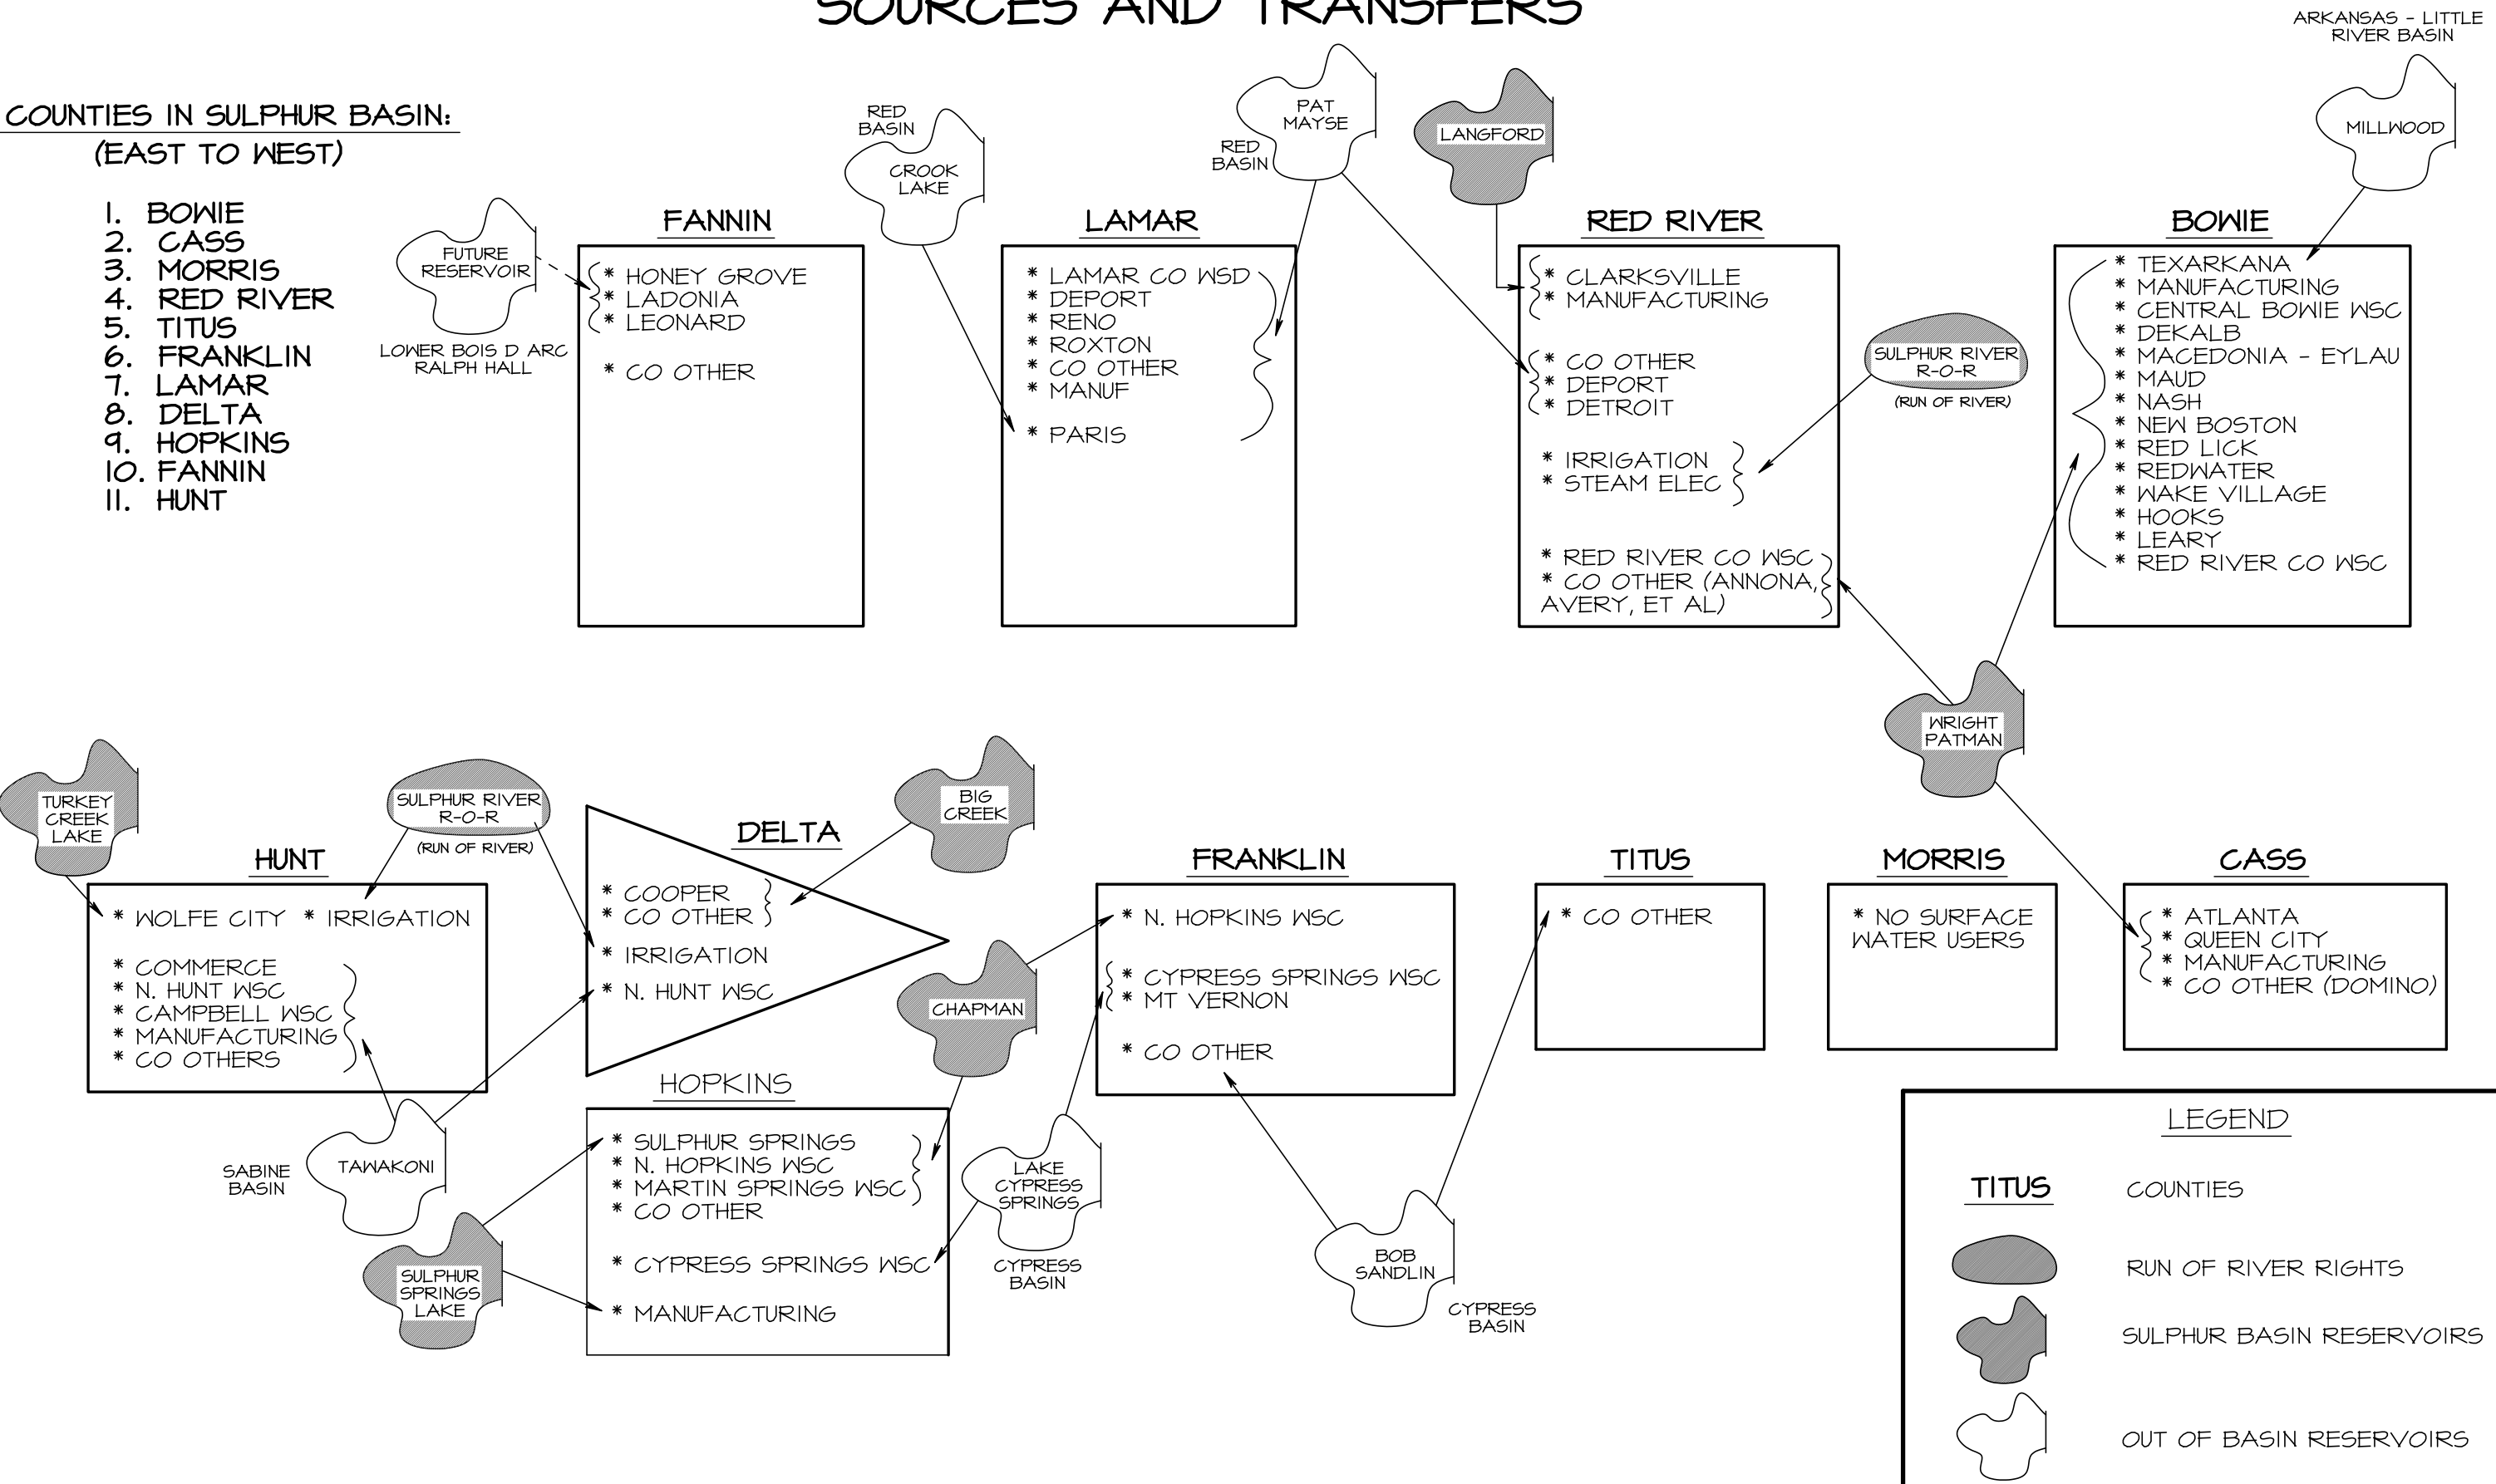 SOURCES AND TRANSFERS
ARKANSAS - LITTLE
RIVER BASIN
COUNTIES IN SULPHUR BASIN:
(EAST TO WEST)
1. BOWIE
2. CASS
3. MORRIS
4. RED RIVER
5. TITUS
6. FRANKLIN
7. LAMAR
8. DELTA
9. HOPKINS
10. FANNIN
11. HUNT
FUTURE
RESERVOIR
LOWER BOIS D ARC
RALPH HALL
FANNIN
* HONEY GROVE
* LADONIA
* LEONARD
* CO OTHER
RED
BASIN
CROOK
LAKE
LAMAR
* LAMAR CO WSD
* DEPORT
* RENO
* ROXTON
* CO OTHER
* MANUF
* PARIS
PAT
MAYSE
RED
BASIN
LANGFORD
RED RIVER
* CLARKSVILLE
* MANUFACTURING
* CO OTHER
* DEPORT
* DETROIT
* IRRIGATION
* STEAM ELEC
* RED RIVER CO WSC
* CO OTHER (ANNONA,
AVERY, ET AL)
SULPHUR RIVER
R-O-R
(RUN OF RIVER)
MILLWOOD
BOWIE
* TEXARKANA
* MANUFACTURING
* CENTRAL BOWIE WSC
* DEKALB
* MACEDONIA - EYLAU
* MAUD
* NASH
* NEW BOSTON
* RED LICK
* REDWATER
* WAKE VILLAGE
* HOOKS
* LEARY
* RED RIVER CO WSC
WRIGHT
PATMAN
TURKEY
CREEK
LAKE
HUNT
* WOLFE CITY * IRRIGATION
* COMMERCE
* N. HUNT WSC
* CAMPBELL WSC
* MANUFACTURING
* CO OTHERS
SULPHUR RIVER
R-O-R
(RUN OF RIVER)
DELTA
* COOPER
* CO OTHER
* IRRIGATION
* N. HUNT WSC
BIG
CREEK
CHAPMAN
FRANKLIN
* N. HOPKINS WSC
* CYPRESS SPRINGS WSC
* MT VERNON
* CO OTHER
TITUS
* CO OTHER
MORRIS
* NO SURFACE
WATER USERS
CASS
* ATLANTA
* QUEEN CITY
* MANUFACTURING
* CO OTHER (DOMINO)
SABINE
BASIN
TAWAKONI
SULPHUR
SPRINGS
LAKE
HOPKINS
* SULPHUR SPRINGS
* N. HOPKINS WSC
* MARTIN SPRINGS WSC
* CO OTHER
* CYPRESS SPRINGS WSC
* MANUFACTURING
LAKE
CYPRESS
SPRINGS
CYPRESS
BASIN
BOB
SANDLIN
CYPRESS
BASIN
LEGEND
TITUS COUNTIES
RUN OF RIVER RIGHTS
SULPHUR BASIN RESERVOIRS
OUT OF BASIN RESERVOIRS